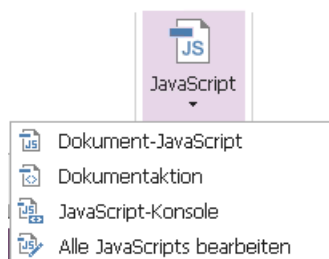 JS
JavaScript
Dokument-JavaScript
Dokumentaktion
JavaScript-Konsole
Alle JavaScripts bearbeiten